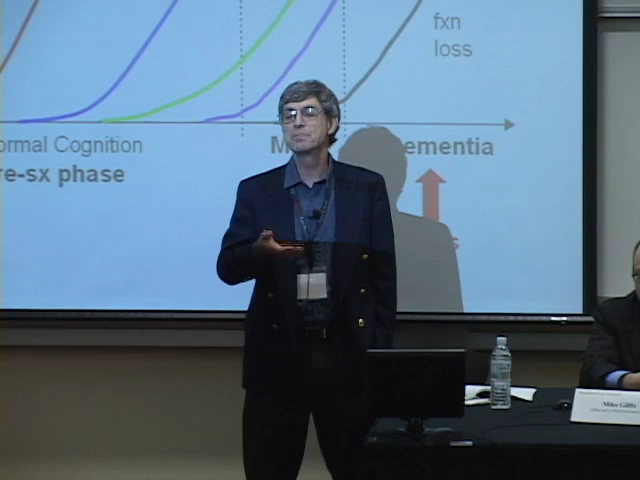 fxn
loss
ormal Cognition
M
ementia
re-sx phase
s
Mike Gillis